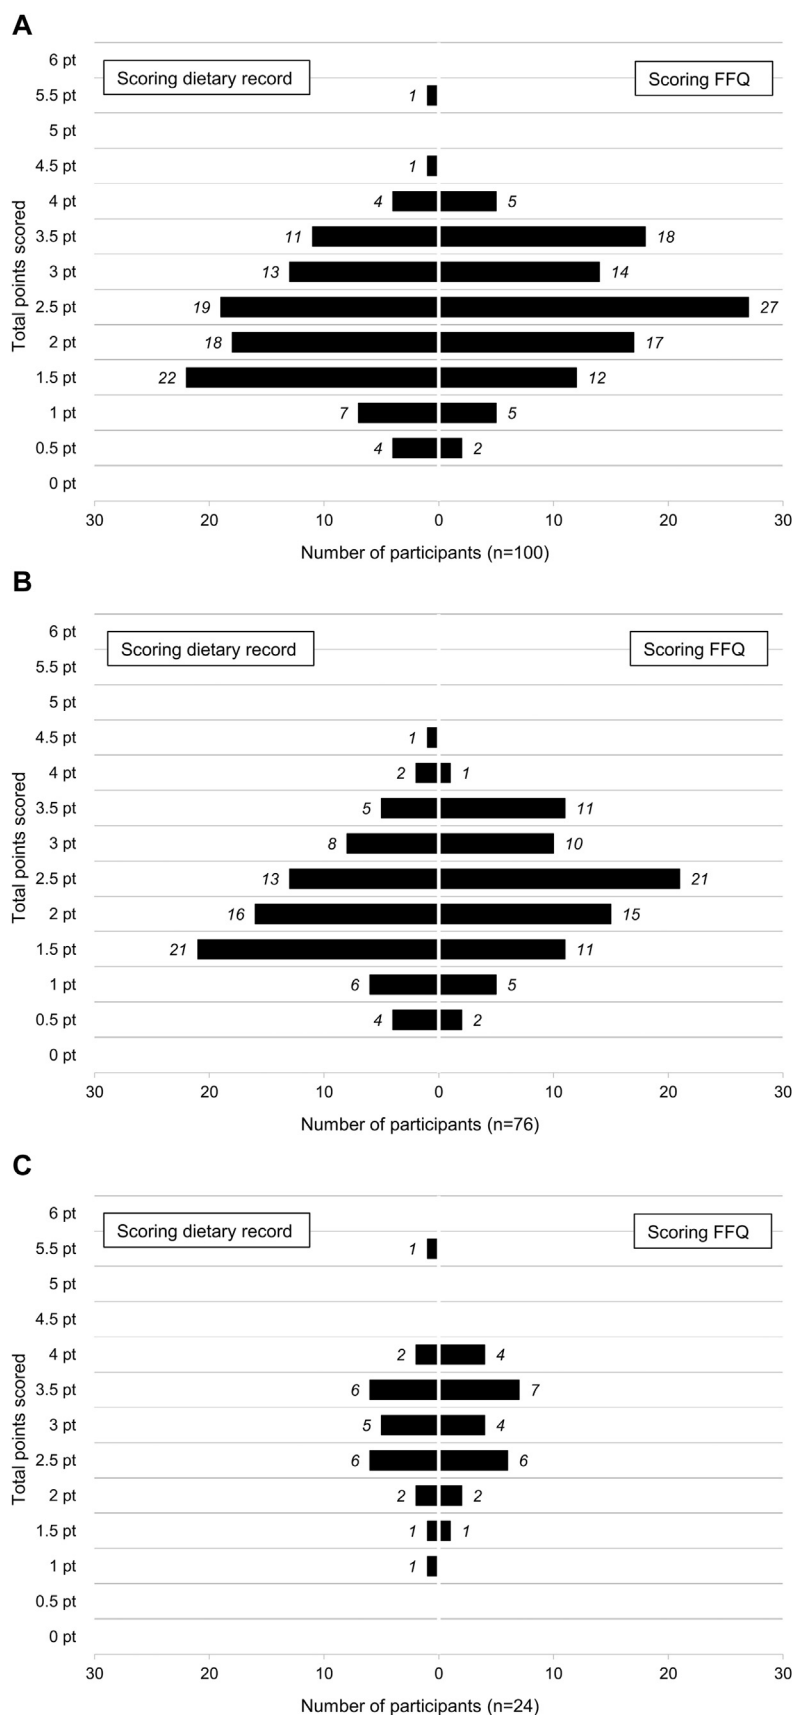 A
6 pt
Scoring dietary record
Scoring FFQ
5.5 pt
1
5 pt
4.5 pt
1
4 pt
4
5
3.5 pt
11
18
3 pt
13
14
2.5 pt
19
27
2 pt
18
17
1.5 pt
22
12
1 pt
7
5
0.5 pt
4
2
0 pt
Total points scored
30 20 10 0 10 20 30
Number of participants (n=100)
B
6 pt
Scoring dietary record
Scoring FFQ
5.5 pt
5 pt
4.5 pt
1
4 pt
2
1
3.5 pt
5
11
3 pt
8
10
2.5 pt
13
21
2 pt
16
15
1.5 pt
21
11
1 pt
6
5
0.5 pt
4
2
0 pt
Total points scored
30 20 10 0 10 20 30
Number of participants (n=76)
C
6 pt
Scoring dietary record
Scoring FFQ
5.5 pt
1
5 pt
4.5 pt
4 pt
2
4
3.5 pt
6
7
3 pt
5
4
2.5 pt
6
6
2 pt
2
2
1.5 pt
1
1
1 pt
1
0.5 pt
0 pt
Total points scored
30 20 10 0 10 20 30
Number of participants (n=24)